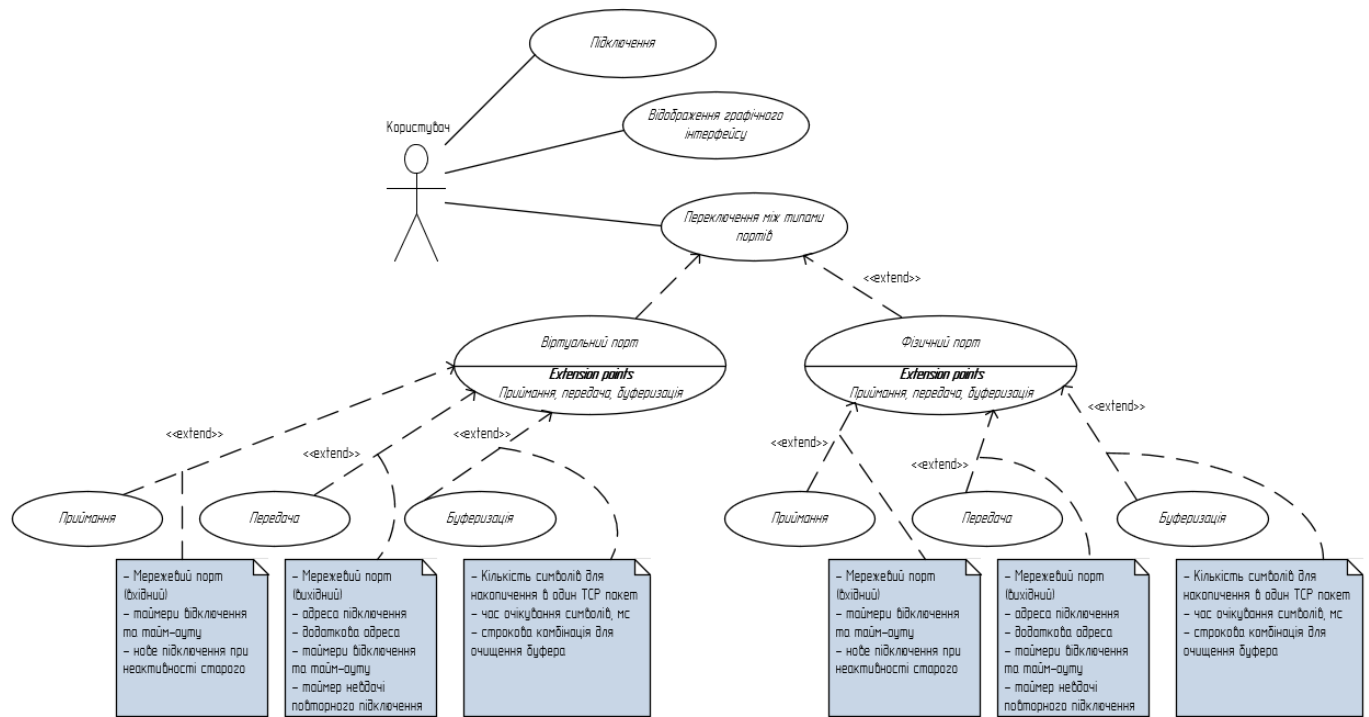 Підключення
Відображення графічного
інтерфейсу
Користувач
Переключення між типами
портів
<<extend>>
Віртуальний порт
Extension points
Приймання, передача, буферизація
Фізичний порт
Extension points
Приймання, передача, буферизація
<<extend>>
<<extend>>
<<extend>>
<<extend>>
<<extend>>
Приймання
Передача
Буферизація
Приймання
Передача
Буферизація
- Мережевий порт
(вхідний)
- таймери відключення
та тайм-ауту
- нове підключення при
неактивності старого
- Мережевий порт
(вихідний)
- адреса підключення
- додаткова адреса
- таймери відключення
та тайм-ауту
- таймер невдачі
повторного підключення
- Кількість символів для
накопичення в один TCP пакет
- час очікування символів, мс
- строкова комбінація для
очищення буфера
- Мережевий порт
(вхідний)
- таймери відключення
та тайм-ауту
- нове підключення при
неактивності старого
- Мережевий порт
(вихідний)
- адреса підключення
- додаткова адреса
- таймери відключення
та тайм-ауту
- таймер невдачі
повторного підключення
- Кількість символів для
накопичення в один TCP пакет
- час очікування символів, мс
- строкова комбінація для
очищення буфера